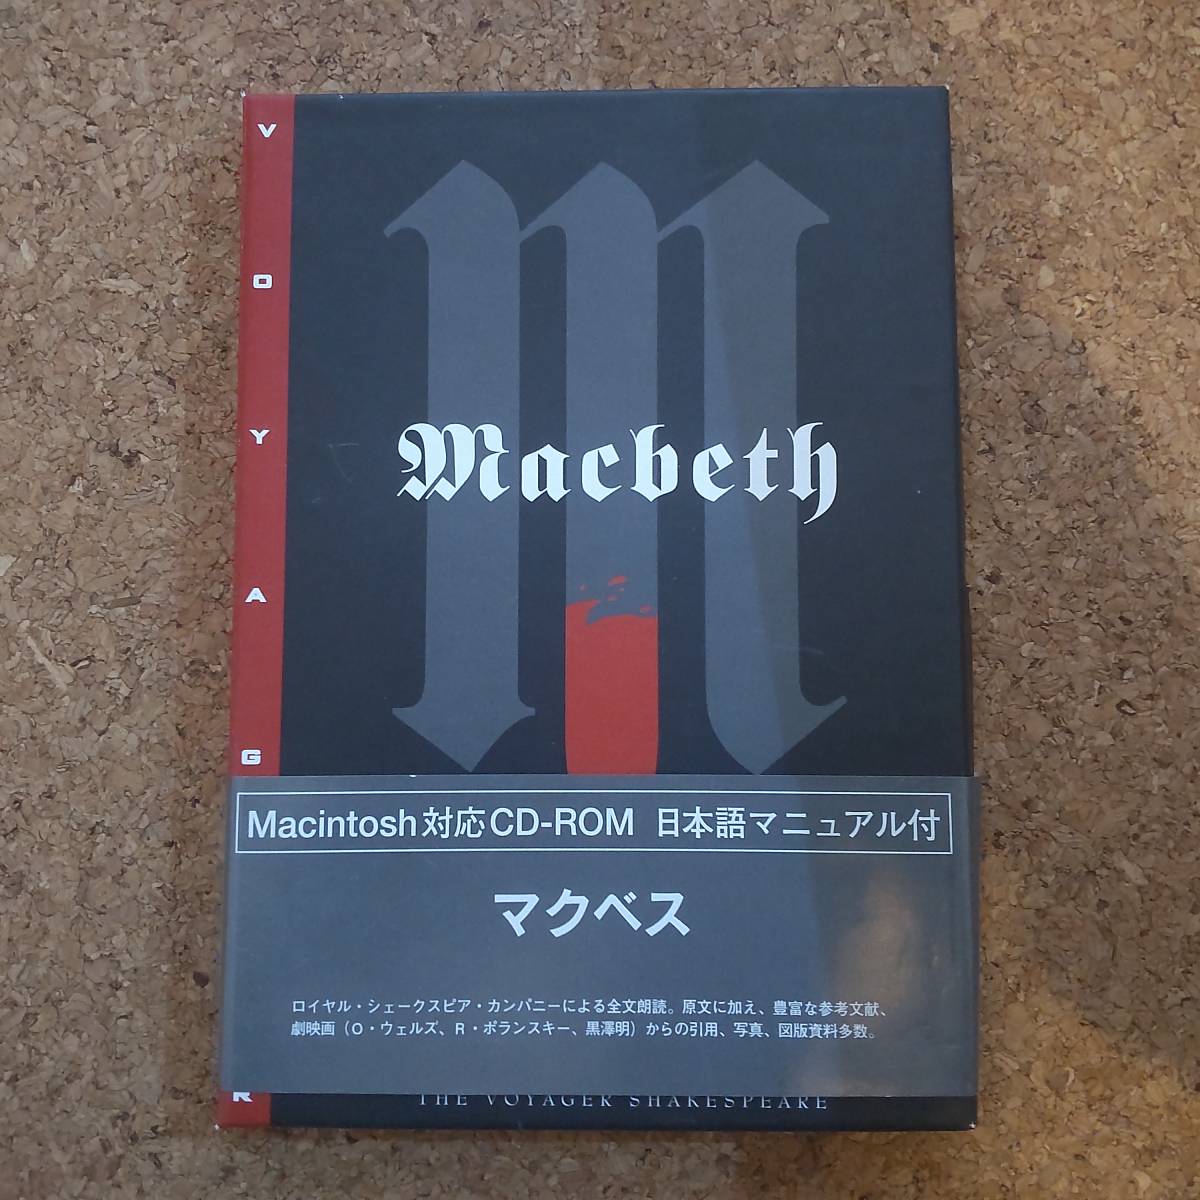 V
O
Y
A
G
R
Macbeth
Macintosh対応CD-ROM 日本語マニュアル付
マクベス
ロイヤル・シェークスピア・カンパニーによる全文朗読。原文に加え、豊富な参考文献、
劇映画（O・ウェルズ、R・ポランスキー、黒澤明）からの引用、写真、図版資料多数。
THE VOYAGER SHAKESPEARE